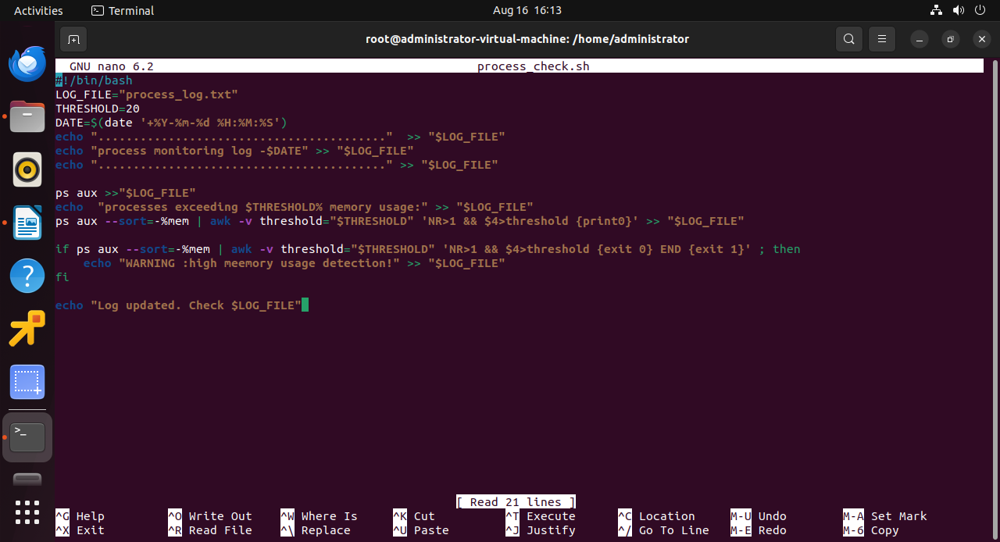 Activities Terminal Aug 16 16:13
root@administrator-virtual-machine: /home/administrator
GNU nano 6.2 process_check.sh
#!/bin/bash
LOG_FILE="process_log.txt"
THRESHOLD=20
DATE=$(date '+%Y-%m-%d %H:%M:%S')
echo "........................................."  >> "$LOG_FILE"
echo "process monitoring log -$DATE" >> "$LOG_FILE"
echo "........................................." >> "$LOG_FILE"
ps aux >>"$LOG_FILE"
echo  "processes exceeding $THRESHOLD% memory usage:" >> "$LOG_FILE"
ps aux --sort=-%mem | awk -v threshold="$THRESHOLD" 'NR>1 && $4>threshold {print0}' >> "$LOG_FILE"
if ps aux --sort=-%mem | awk -v threshold="$THRESHOLD" 'NR>1 && $4>threshold {exit 0} END {exit 1}' ; then
    echo "WARNING :high meemory usage detection!" >> "$LOG_FILE"
fi
echo "Log updated. Check $LOG_FILE"
[ Read 21 lines ]
^G Help ^O Write Out ^W Where Is ^K Cut ^T Execute ^C Location M-U Undo M-A Set Mark
^X Exit ^R Read File ^\ Replace ^U Paste ^J Justify ^/ Go To Line M-E Redo M-6 Copy